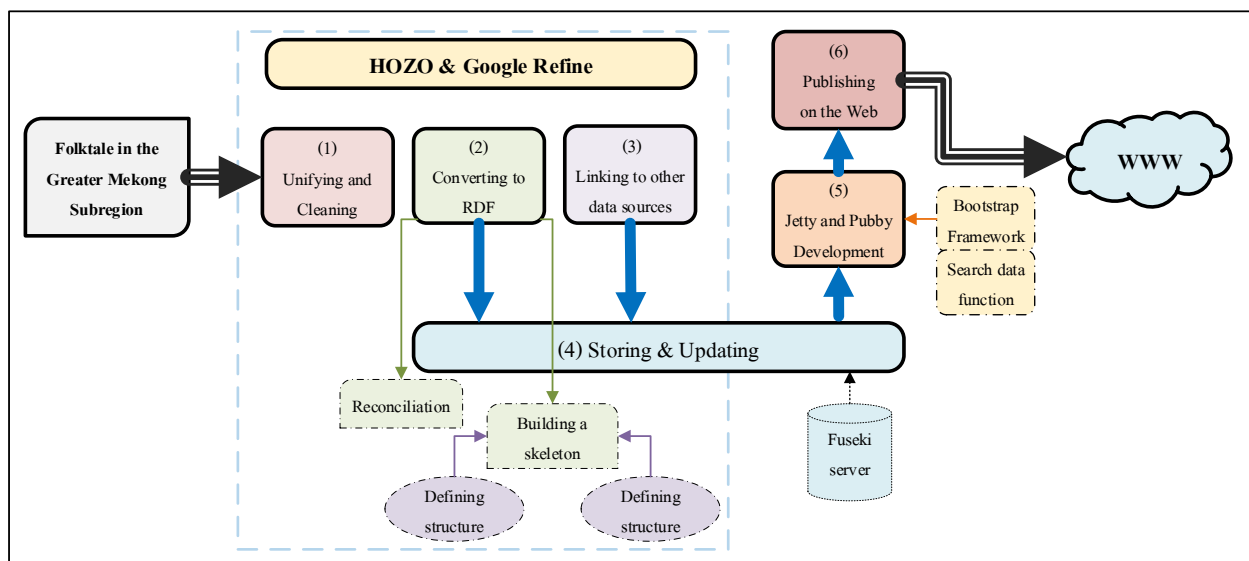 HOZO & Google Refine
Folktale in the
Greater Mekong
Subregion
(1)
Unifying and
Cleaning
(2)
Converting to
RDF
(3)
Linking to other
data sources
(6)
Publishing
on the Web
WWW
(5)
Jetty and Pubby
Development
Bootstrap
Framework
Search data
function
(4) Storing & Updating
Reconciliation
Building a
skeleton
Defining
structure
Defining
structure
Fuseki
server